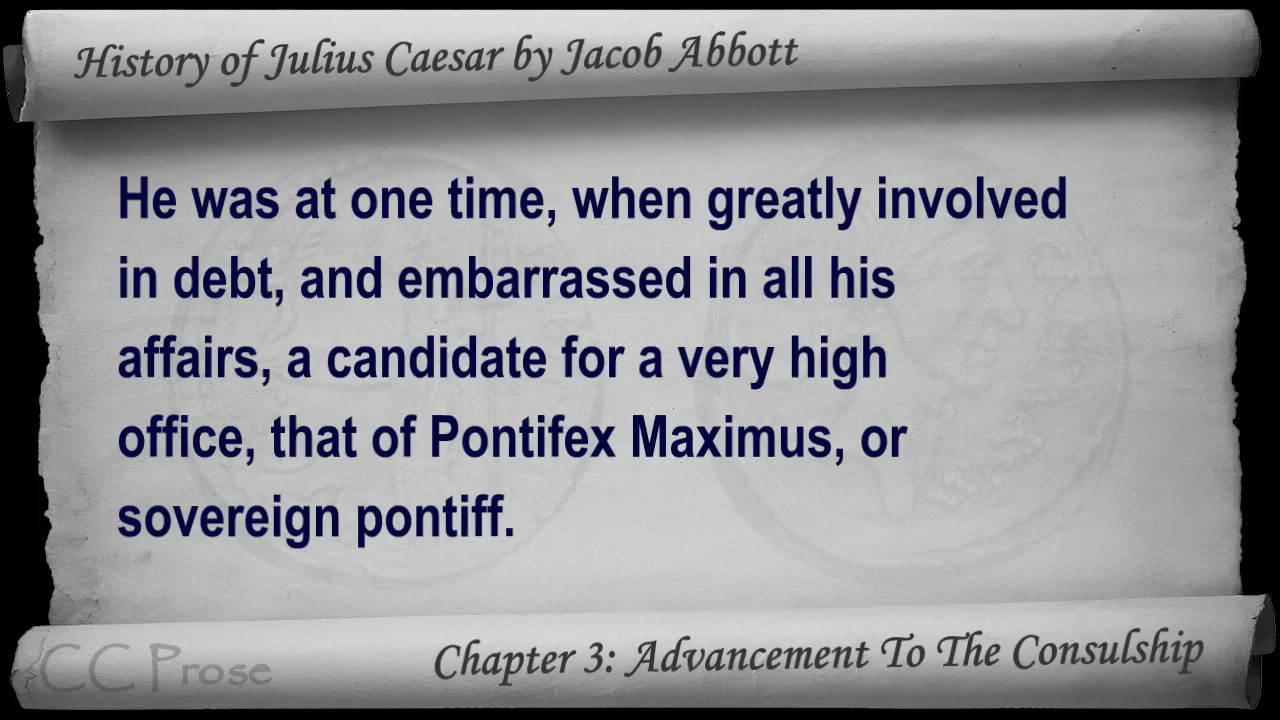 History of Julius Caesar by Jacob Abbott
He was at one time, when greatly involved
in debt, and embarrassed in all his
affairs, a candidate for a very high
office, that of Pontifex Maximus, or
sovereign pontiff.
CC Prose
Chapter 3: Advancement To The Consulship